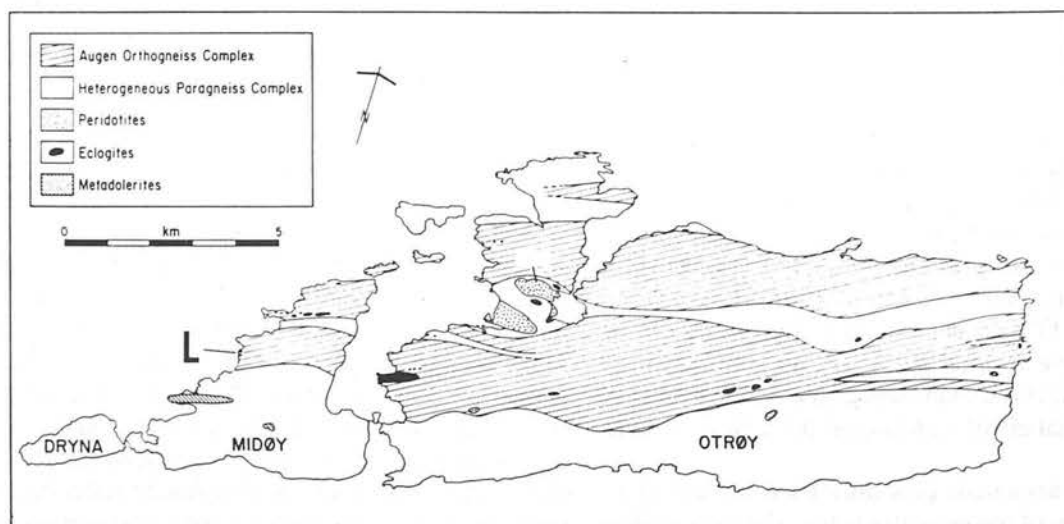 Augen Orthogneiss Complex
Heterogeneous Paragneiss Complex
Peridotites
Eclogites
Metadolerites
0 km 5
N
L
DRYNA
MIDØY
OTRØY